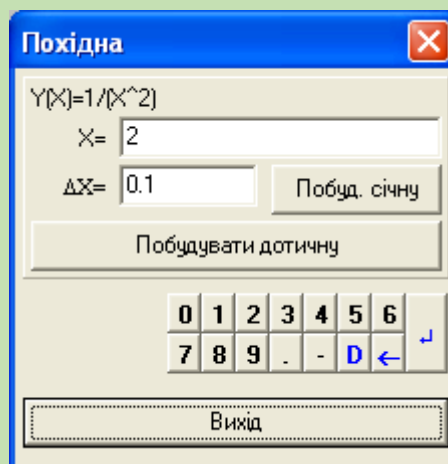 Похідна
Y(X)=1/(X^2)
X= 2
ΔX= 0.1 Побуд. січну
Побудувати дотичну
0 1 2 3 4 5 6 ↵
7 8 9 . - D ←
Вихід